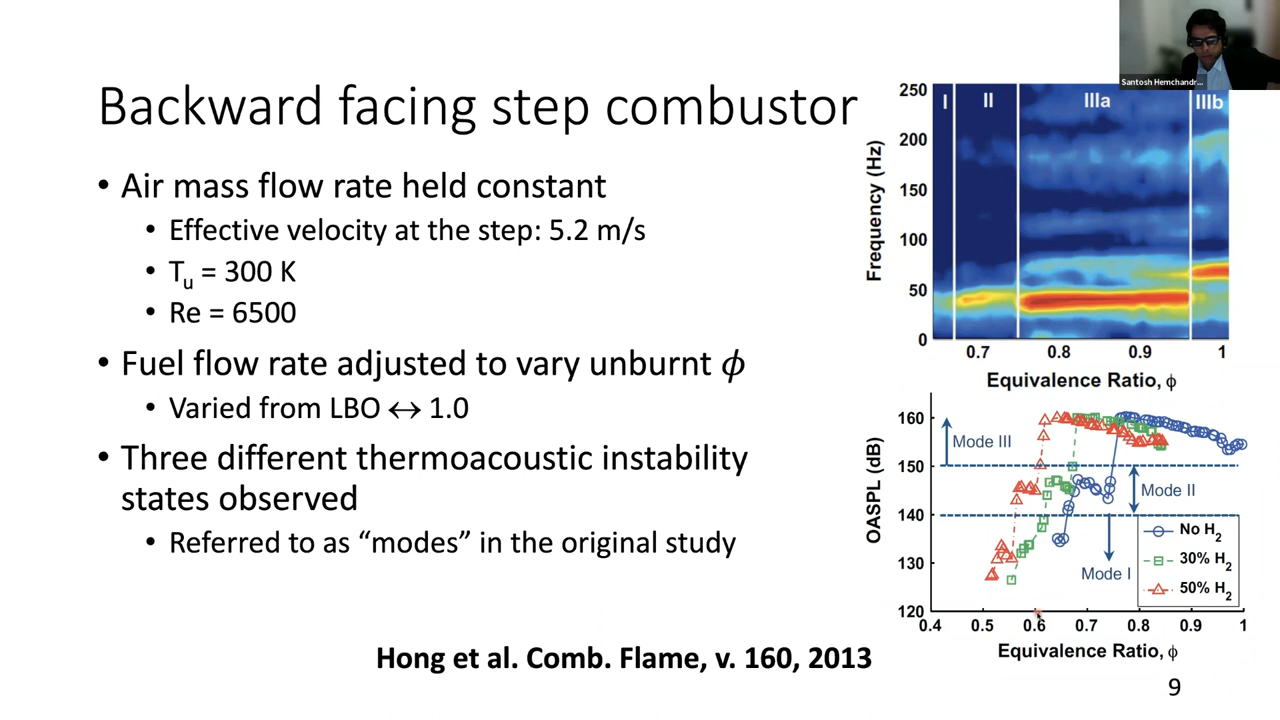 Santosh Hemchandr...
Backward facing step combustor
• Air mass flow rate held constant
• Effective velocity at the step: 5.2 m/s
• Tu = 300 K
• Re = 6500
• Fuel flow rate adjusted to vary unburnt ϕ
• Varied from LBO ↔ 1.0
• Three different thermoacoustic instability
states observed
• Referred to as “modes” in the original study
Hong et al. Comb. Flame, v. 160, 2013
I II IIIa IIIb
Frequency (Hz)
250
200
150
100
50
0
0.7 0.8 0.9 1
Equivalence Ratio, ϕ
OASPL (dB)
160
150
140
130
120
Mode III
Mode II
Mode I
No H2
30% H2
50% H2
0.4 0.5 0.6 0.7 0.8 0.9 1
Equivalence Ratio, ϕ
9